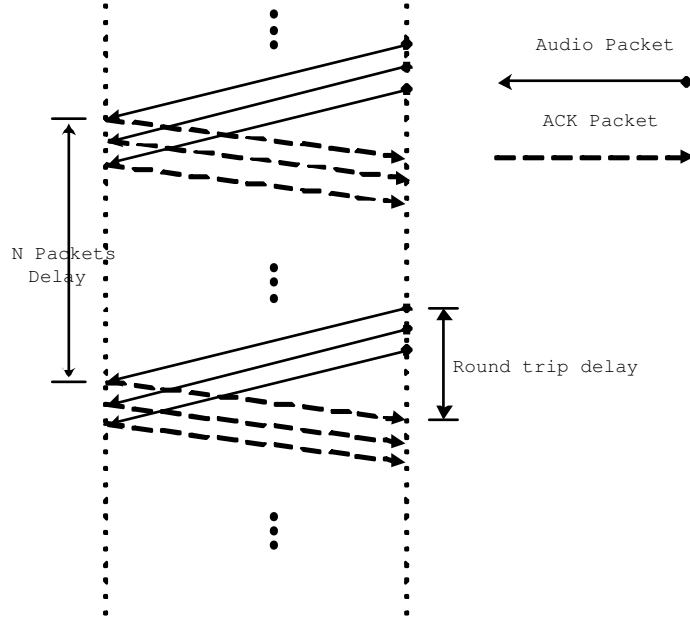 Audio Packet
ACK Packet
N Packets
Delay
Round trip delay